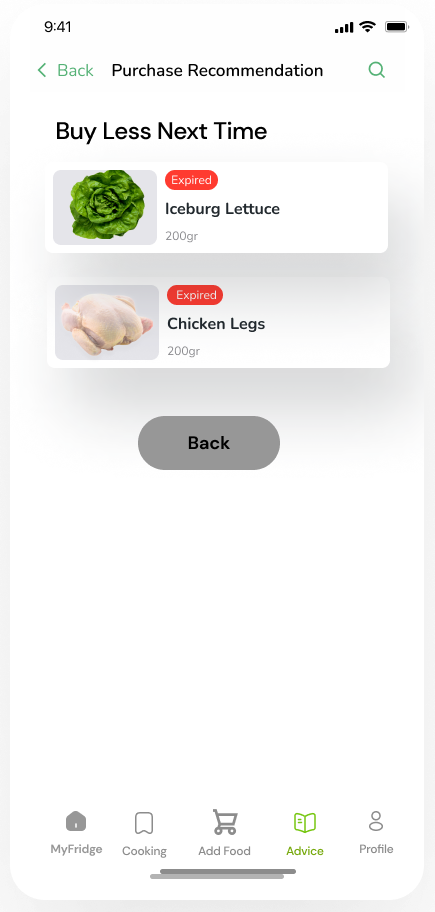 9:41
Back Purchase Recommendation
Buy Less Next Time
Expired
Iceburg Lettuce
200gr
Expired
Chicken Legs
200gr
Back
MyFridge Cooking Add Food Advice Profile